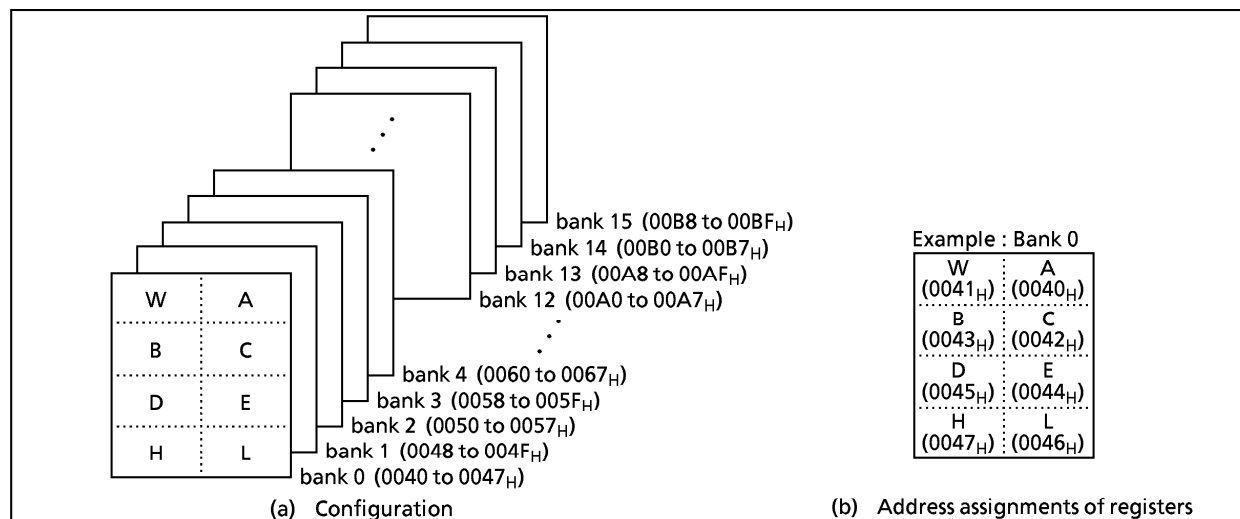 bank 15 (00B8 to 00BFH)
bank 14 (00B0 to 00B7H)
bank 13 (00A8 to 00AFH)
bank 12 (00A0 to 00A7H)
bank 4 (0060 to 0067H)
bank 3 (0058 to 005FH)
bank 2 (0050 to 0057H)
bank 1 (0048 to 004FH)
bank 0 (0040 to 0047H)
W A
B C
D E
H L
(a) Configuration
Example : Bank 0
W A
(0041H) (0040H)
B C
(0043H) (0042H)
D E
(0045H) (0044H)
H L
(0047H) (0046H)
(b) Address assignments of registers